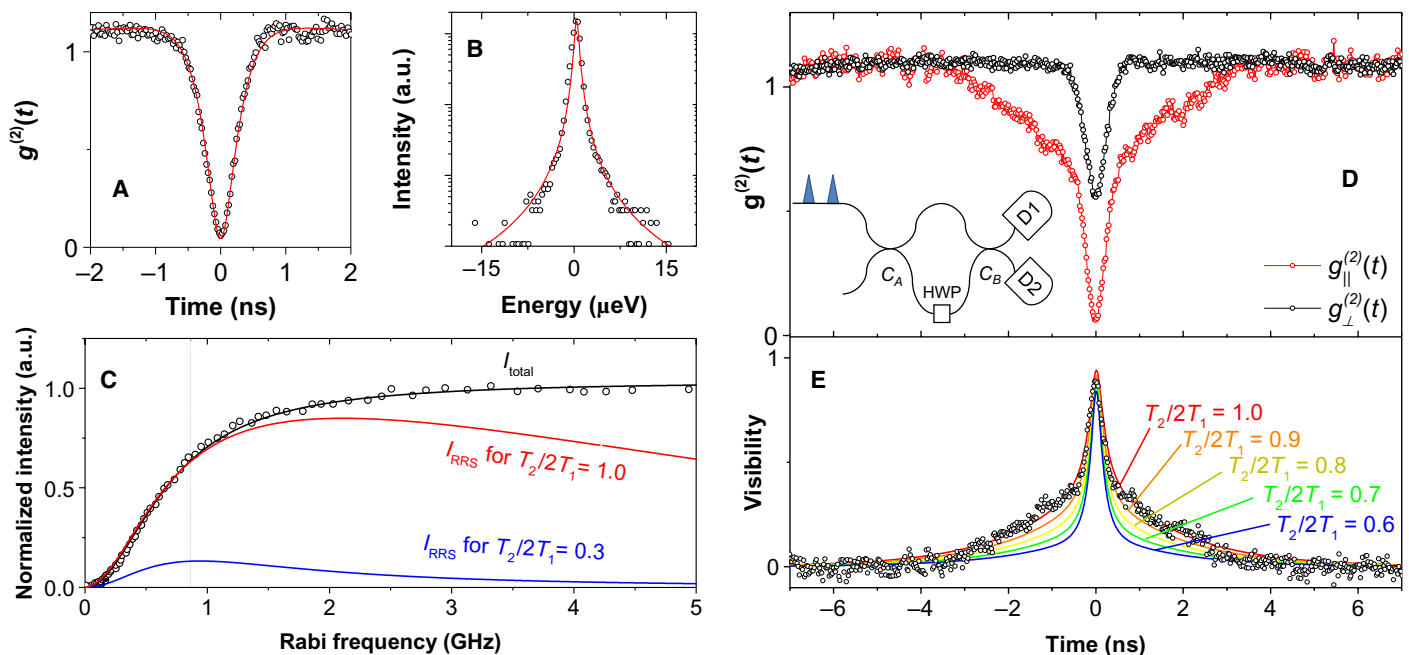 A
g(2)(t)
1
0
−2 −1 0 1 2
Time (ns)
B
Intensity (a.u.)
−15 0 15
Energy (µeV)
C
Normalized intensity (a.u.)
1.0
0.5
0.0
0 1 2 3 4 5
Rabi frequency (GHz)
Itotal
IRRS for T2/2T1= 1.0
IRRS for T2/2T1= 0.3
D
g(2)(t)
1
0
D1
D2
CA
CB
HWP
g||(2)(t)
g⊥(2)(t)
E
Visibility
1
0
T2/2T1 = 1.0
T2/2T1 = 0.9
T2/2T1 = 0.8
T2/2T1 = 0.7
T2/2T1 = 0.6
−6 −4 −2 0 2 4 6
Time (ns)